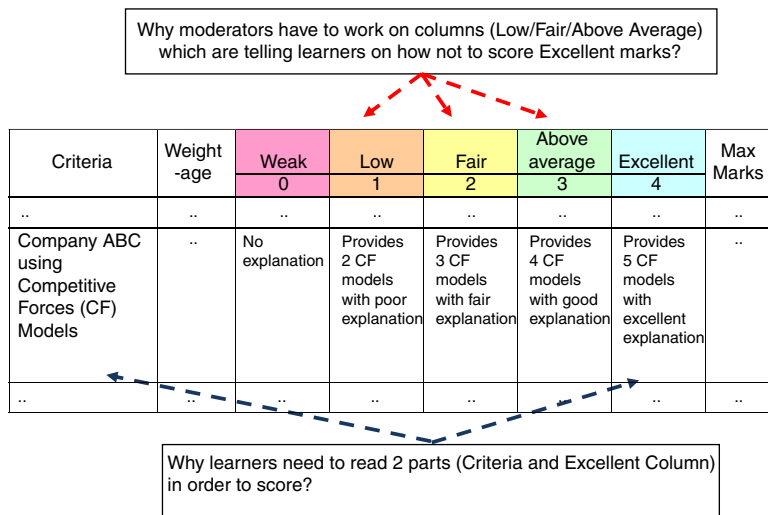 Why moderators have to work on columns (Low/Fair/Above Average)
which are telling learners on how not to score Excellent marks?
Criteria
Weight
-age
Weak
0
Low
1
Fair
2
Above
average
3
Excellent
4
Max
Marks
.. .. .. .. .. .. .. ..
Company ABC
using
Competitive
Forces (CF)
Models
..
No
explanation
Provides
2 CF
models
with poor
explanation
Provides
3 CF
models
with fair
explanation
Provides
4 CF
models
with good
explanation
Provides
5 CF
models
with
excellent
explanation
..
.. .. .. .. .. .. .. ..
Why learners need to read 2 parts (Criteria and Excellent Column)
in order to score?